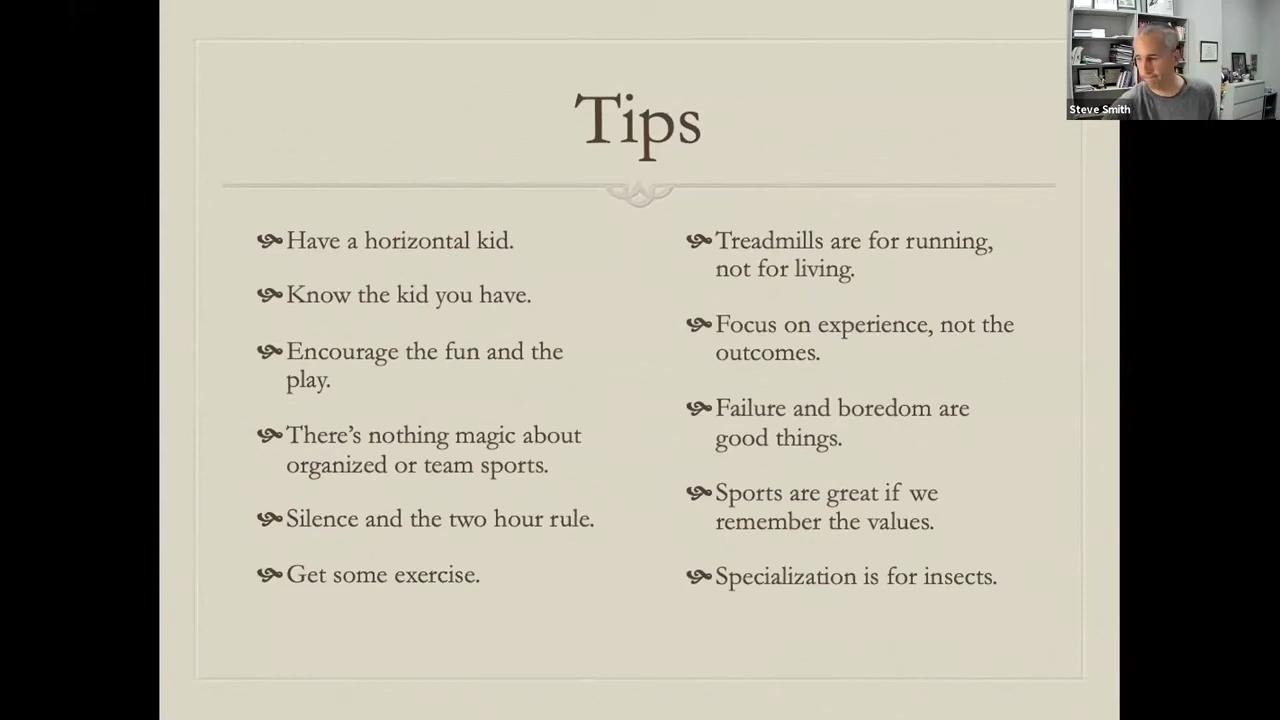 Tips
Have a horizontal kid.
Know the kid you have.
Encourage the fun and the
play.
There’s nothing magic about
organized or team sports.
Silence and the two hour rule.
Get some exercise.
Treadmills are for running,
not for living.
Focus on experience, not the
outcomes.
Failure and boredom are
good things.
Sports are great if we
remember the values.
Specialization is for insects.
Steve Smith